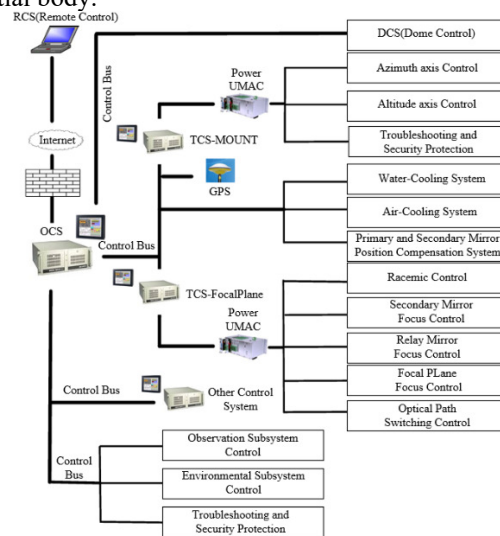 tial body.
RCS(Remote Control)
DCS(Dome Control)
Control Bus
Power
UMAC
Azimuth axis Control
Altitude axis Control
Troubleshooting and
Security Protection
TCS-MOUNT
Internet
GPS
Water-Cooling System
Air-Cooling System
Primary and Secondary Mirror
Position Compensation System
OCS
Control Bus
TCS-FocalPlane
Power
UMAC
Racemic Control
Secondary Mirror
Focus Control
Relay Mirror
Focus Control
Focal PLane
Focus Control
Optical Path
Switching Control
Control Bus
Other Control
System
Control
Bus
Observation Subsystem
Control
Environmental Subsystem
Control
Troubleshooting and
Security Protection